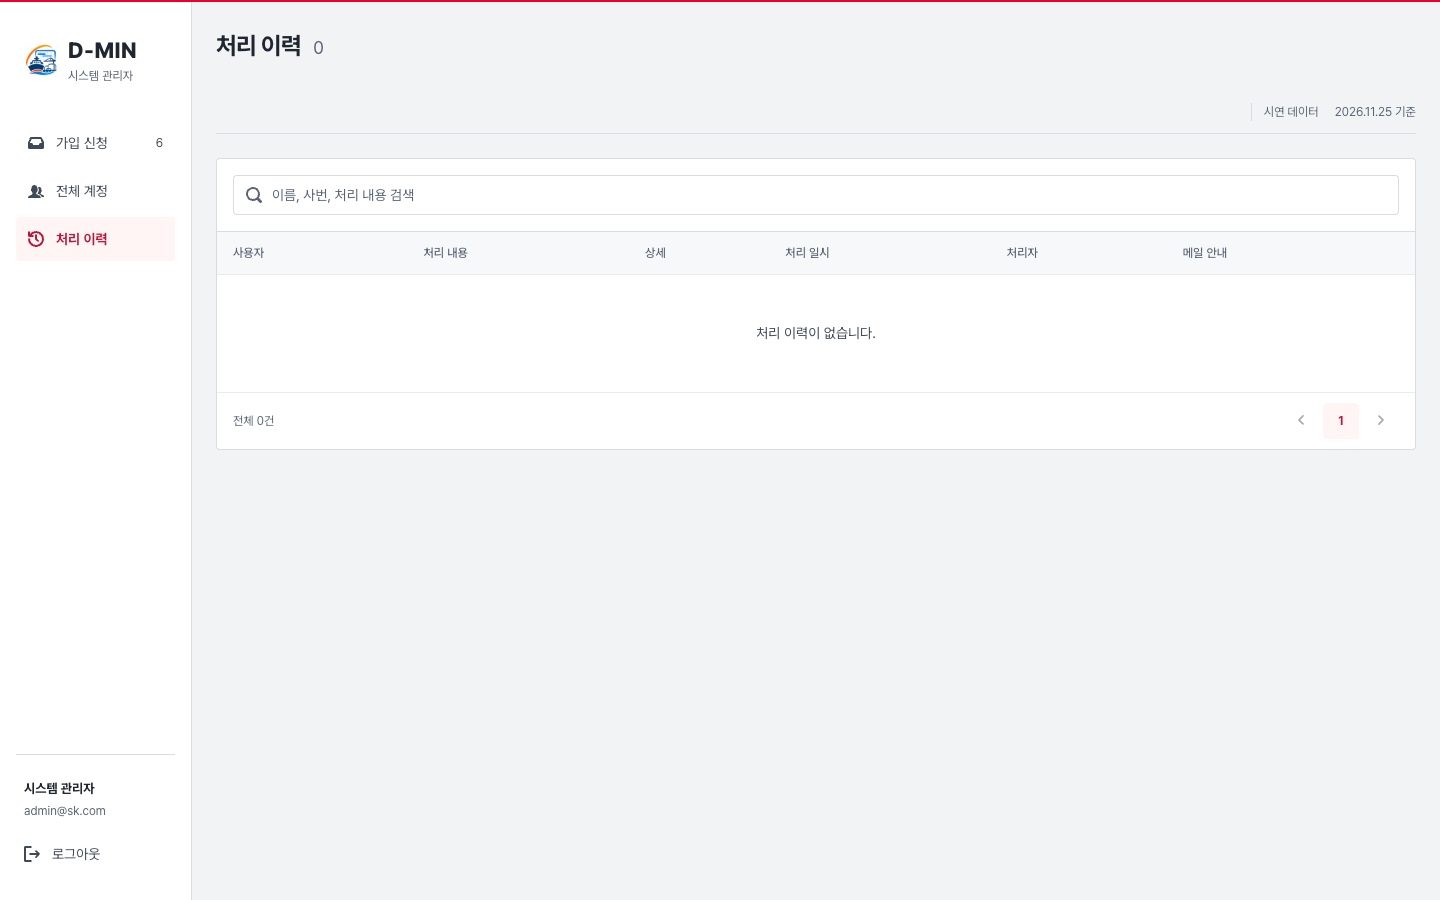 D-MIN
시스템 관리자
가입 신청 6
전체 계정
처리 이력
시스템 관리자
admin@sk.com
로그아웃
처리 이력 0
시연 데이터 2026.11.25 기준
이름, 사번, 처리 내용 검색
사용자 처리 내용 상세 처리 일시 처리자 메일 안내
처리 이력이 없습니다.
전체 0건
1